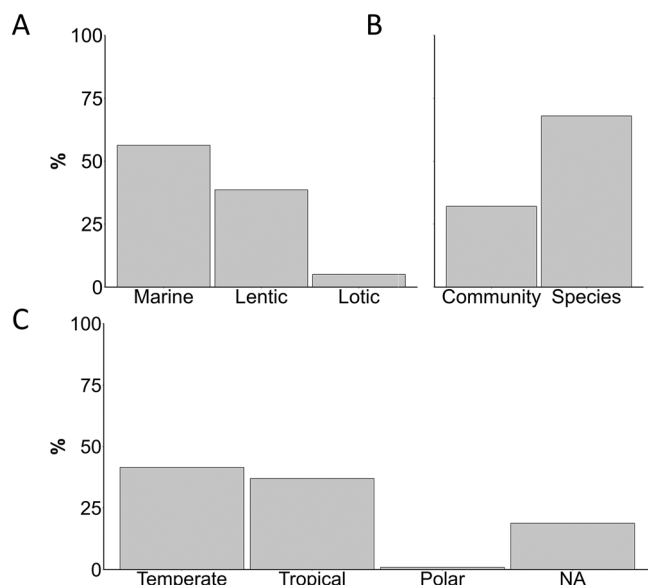 A
B
100
75
50
25
0
%
Marine Lentic Lotic
Community Species
C
100
75
50
25
0
%
Temperate Tropical Polar NA